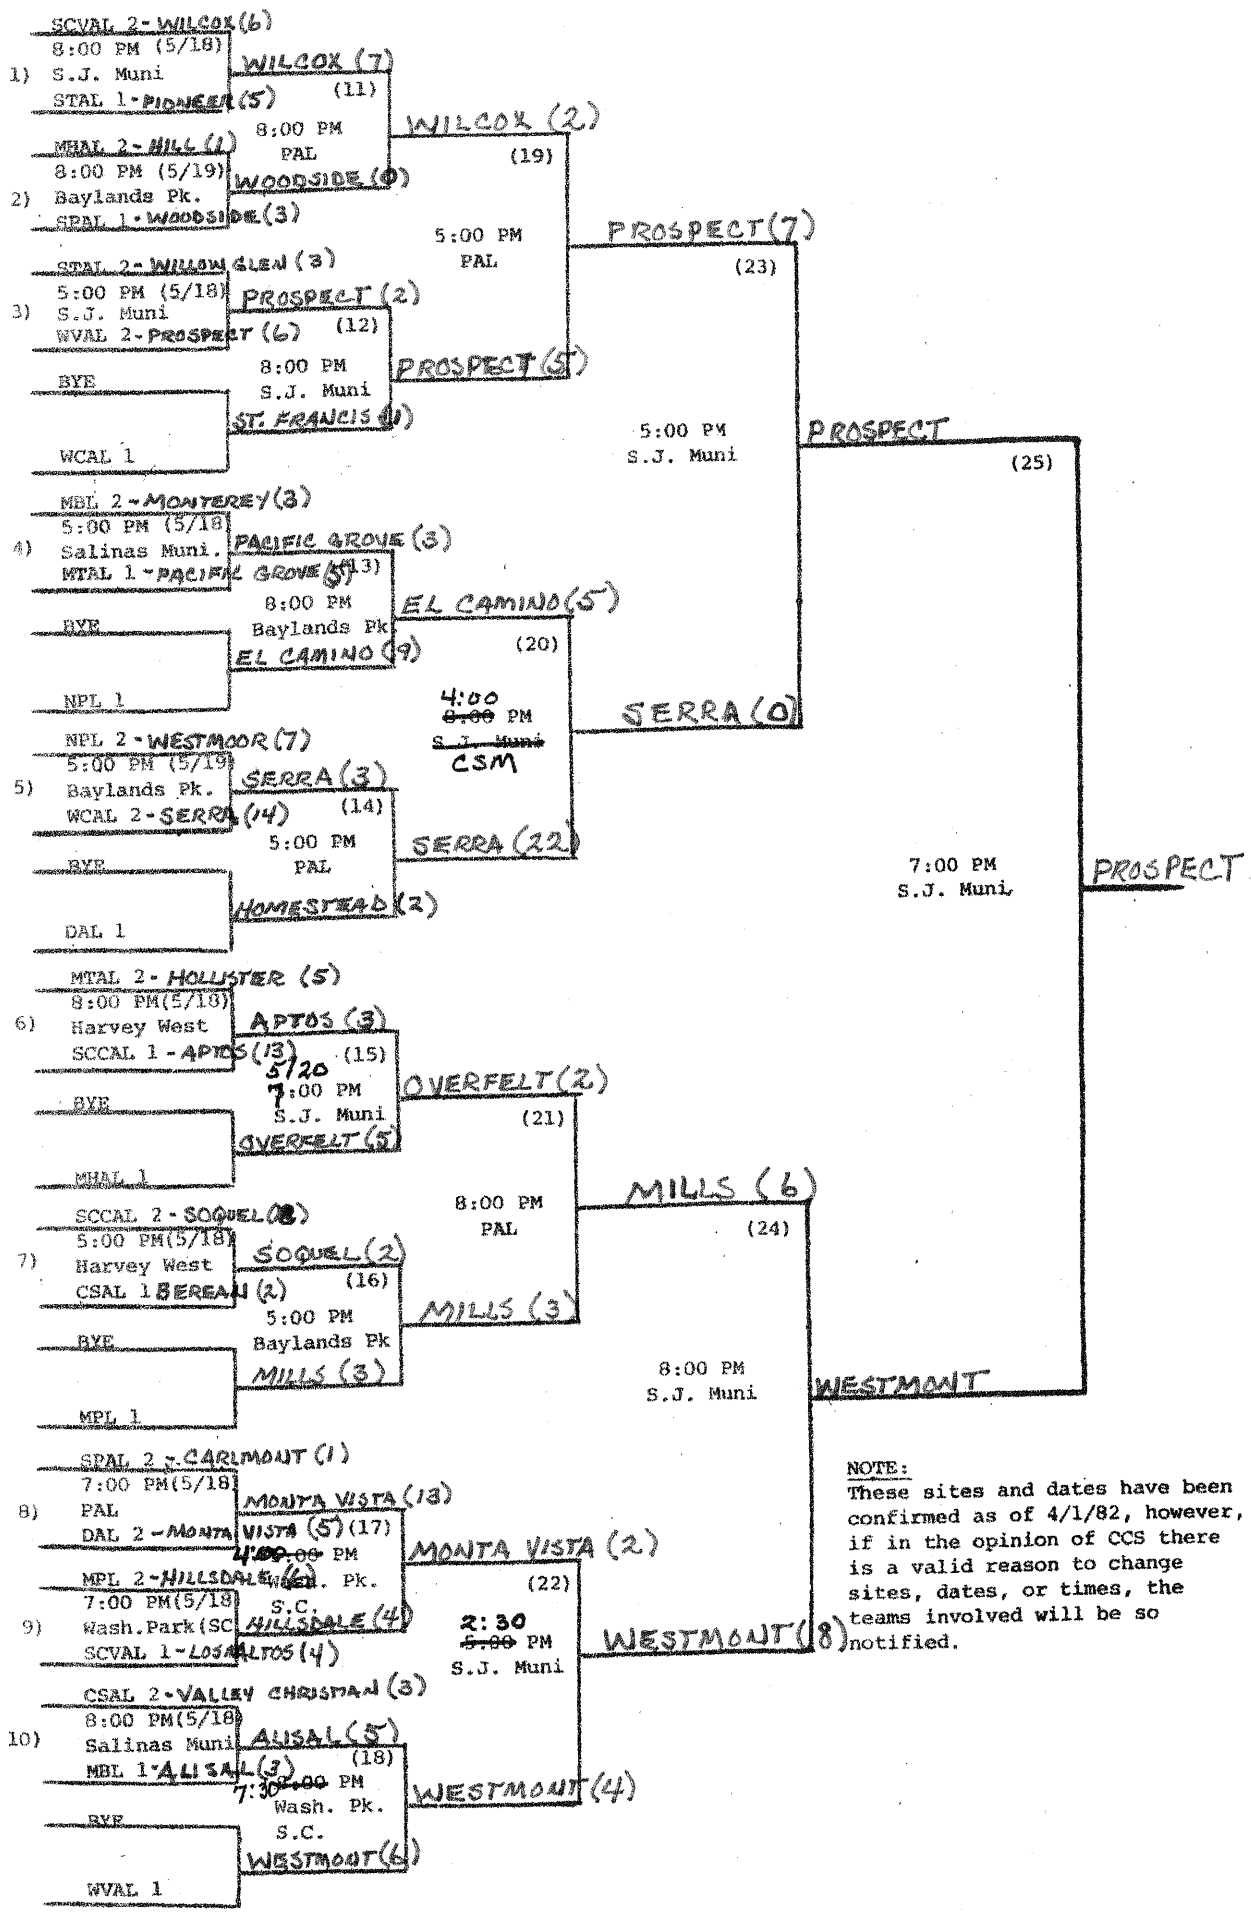 SCVAL 2-WILCOX(6)
8:00 PM (5/18)
1) S.J. Muni
STAL 1-PIONEER(5)
WILCOX (7)
(11)
8:00 PM
PAL
MHAL 2-HILL(1)
8:00 PM (5/19)
2) Baylands Pk.
SPAL 1-WOODSIDE(3)
WOODSIDE(0)
WILCOX (2)
(19)
5:00 PM
PAL
STAL 2-WILLOW GLEN (3)
5:00 PM (5/18)
3) S.J. Muni
WVAL 2-PROSPECT(6)
PROSPECT(2)
(12)
8:00 PM
S.J. Muni
BYE
WCAL 1
ST. FRANCIS (1)
PROSPECT(5)
PROSPECT(7)
(23)
5:00 PM
S.J. Muni
MBL 2-MONTEREY(3)
5:00 PM (5/18)
4) Salinas Muni.
MTAL 1-PACIFIC GROVE(5)
PACIFIC GROVE (3)
(13)
8:00 PM
Baylands Pk
BYE
NPL 1
EL CAMINO (9)
EL CAMINO(5)
(20)
4:00
8:00 PM
S.J. Muni
CSM
NPL 2-WESTMOOR(7)
5:00 PM (5/19)
5) Baylands Pk.
WCAL 2-SERRA(14)
SERRA(3)
(14)
5:00 PM
PAL
BYE
DAL 1
HOMESTEAD (2)
SERRA(22)
SERRA(0)
PROSPECT
(25)
7:00 PM
S.J. Muni
PROSPECT
MTAL 2-HOLLISTER (5)
8:00 PM(5/18)
6) Harvey West
SCCAL 1-APTOS(13)
APTOS (3)
(15)
5/20
7:00 PM
S.J. Muni
BYE
MHAL 1
OVERFELT(5)
OVERFELT(2)
(21)
8:00 PM
PAL
SCCAL 2-SOQUEL
5:00 PM(5/18)
7) Harvey West
CSAL 1 BEREAN(2)
SOQUEL(2)
(16)
5:00 PM
Baylands Pk
BYE
MPL 1
MILLS (3)
MILLS (3)
MILLS (6)
(24)
8:00 PM
S.J. Muni
SPAL 2-CARLMONT(1)
7:00 PM(5/18)
8) PAL
DAL 2-MONTA VISTA (5)
MONTA VISTA(13)
(17)
4:00 PM
Wash. Pk.
S.C.
MPL 2-HILLSDALE(6)
7:00 PM(5/18)
9) Wash.Park(SC
SCVAL 1-LOS ALTOS(4)
HILLSDALE(4)
MONTA VISTA (2)
(22)
2:30
5:00 PM
S.J. Muni
CSAL 2-VALLEY CHRISTIAN (3)
8:00 PM(5/18)
10) Salinas Muni
MBL 1-ALISAL(3)
ALISAL(5)
(18)
7:30 PM
Wash. Pk.
S.C.
BYE
WVAL 1
WESTMONT(6)
WESTMONT(4)
WESTMONT(8)
WESTMONT
NOTE:
These sites and dates have been
confirmed as of 4/1/82, however,
if in the opinion of CCS there
is a valid reason to change
sites, dates, or times, the
teams involved will be so
notified.